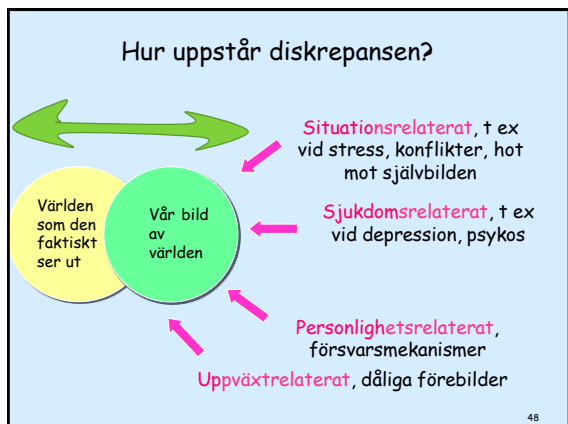 Hur uppstår diskrepansen?
Situationsrelaterat, t ex
vid stress, konflikter, hot
mot självbilden
Världen
som den
faktiskt
ser ut
Vår bild
av
världen
Sjukdomsrelaterat, t ex
vid depression, psykos
Personlighetsrelaterat,
försvarsmekanismer
Uppväxtrelaterat, dåliga förebilder
48